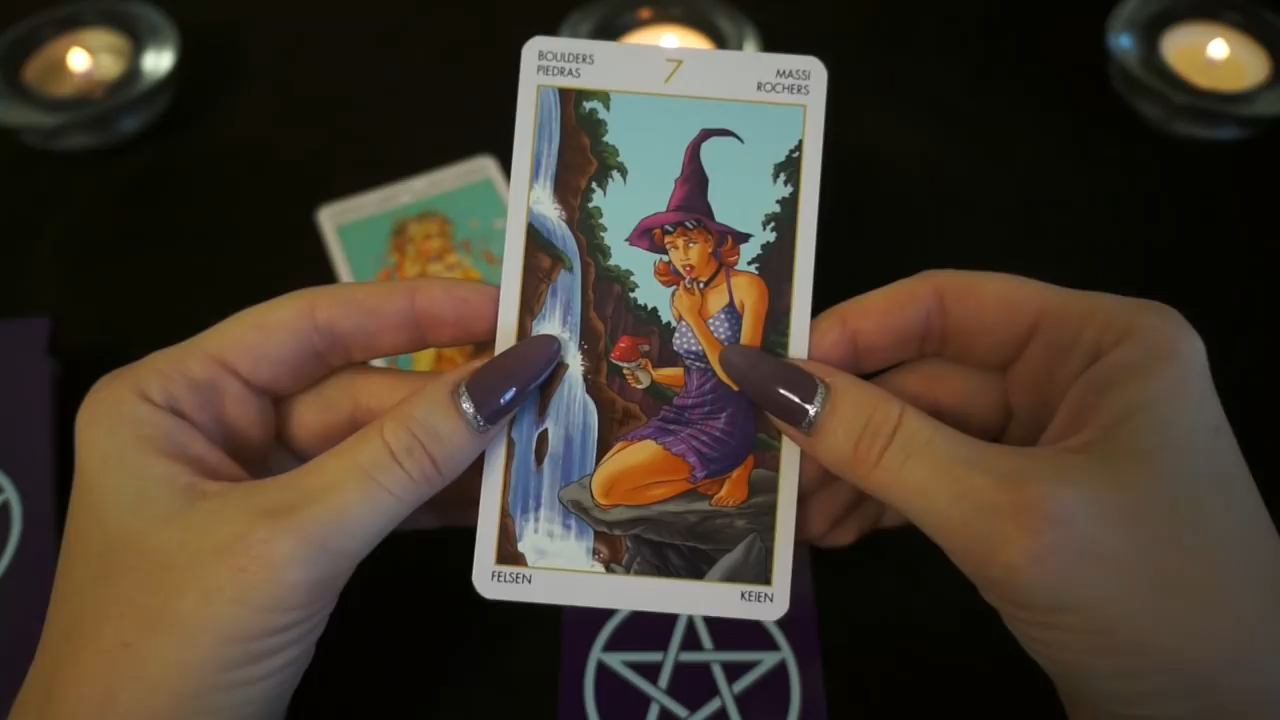 BOULDERS
PIEDRAS
7
MASSI
ROCHERS
FELSEN
KEIEN